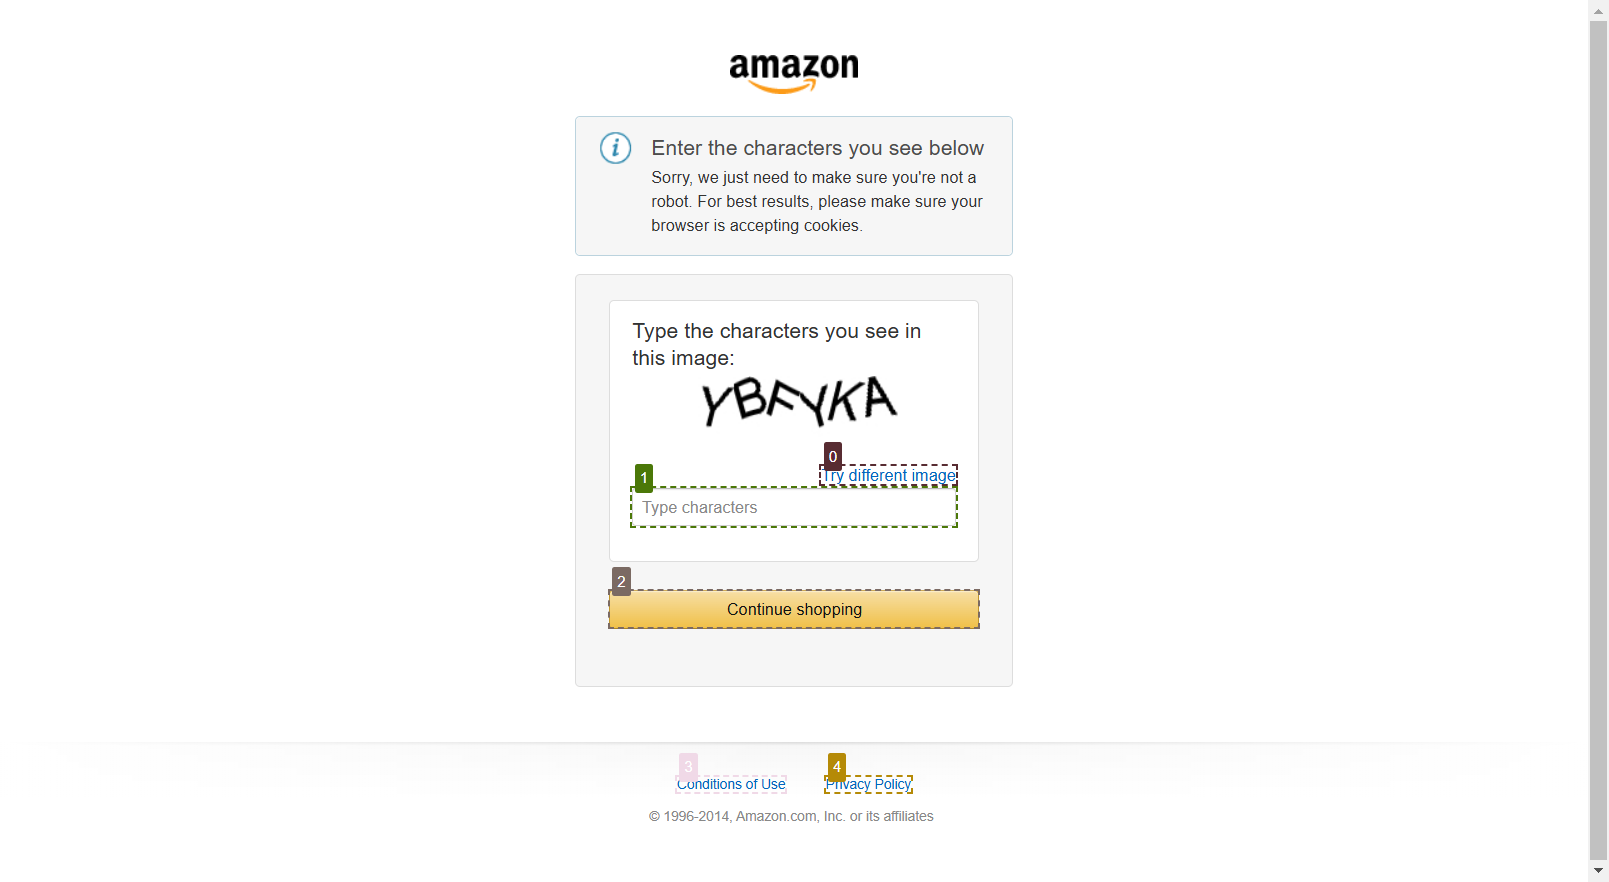 amazon
i
Enter the characters you see below
Sorry, we just need to make sure you're not a
robot. For best results, please make sure your
browser is accepting cookies.
Type the characters you see in
this image:
YBFYKA
0
Try different image
1
Type characters
2
Continue shopping
3 4
Conditions of Use Privacy Policy
© 1996-2014, Amazon.com, Inc. or its affiliates